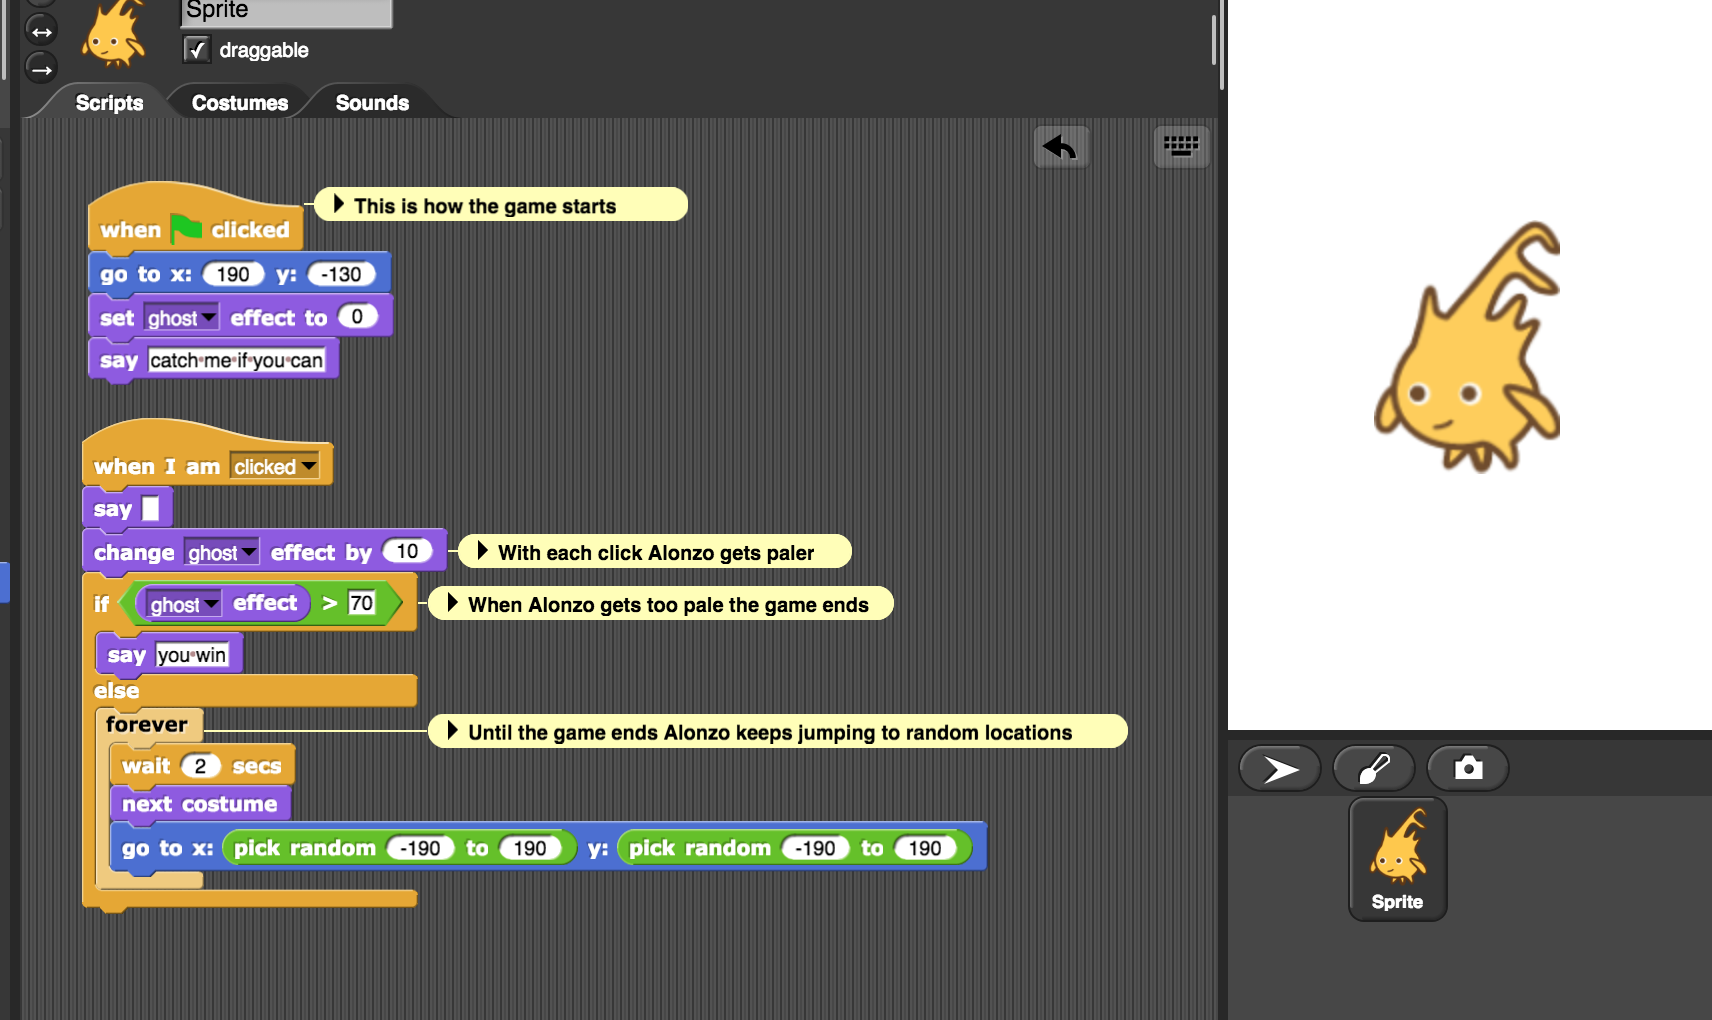 Sprite
draggable
Scripts Costumes Sounds
when clicked
This is how the game starts
go to x: 190 y: -130
set ghost effect to 0
say catch me if you can
when I am clicked
say
change ghost effect by 10
With each click Alonzo gets paler
if ghost effect > 70
When Alonzo gets too pale the game ends
say you win
else
forever
Until the game ends Alonzo keeps jumping to random locations
wait 2 secs
next costume
go to x: pick random -190 to 190 y: pick random -190 to 190
Sprite